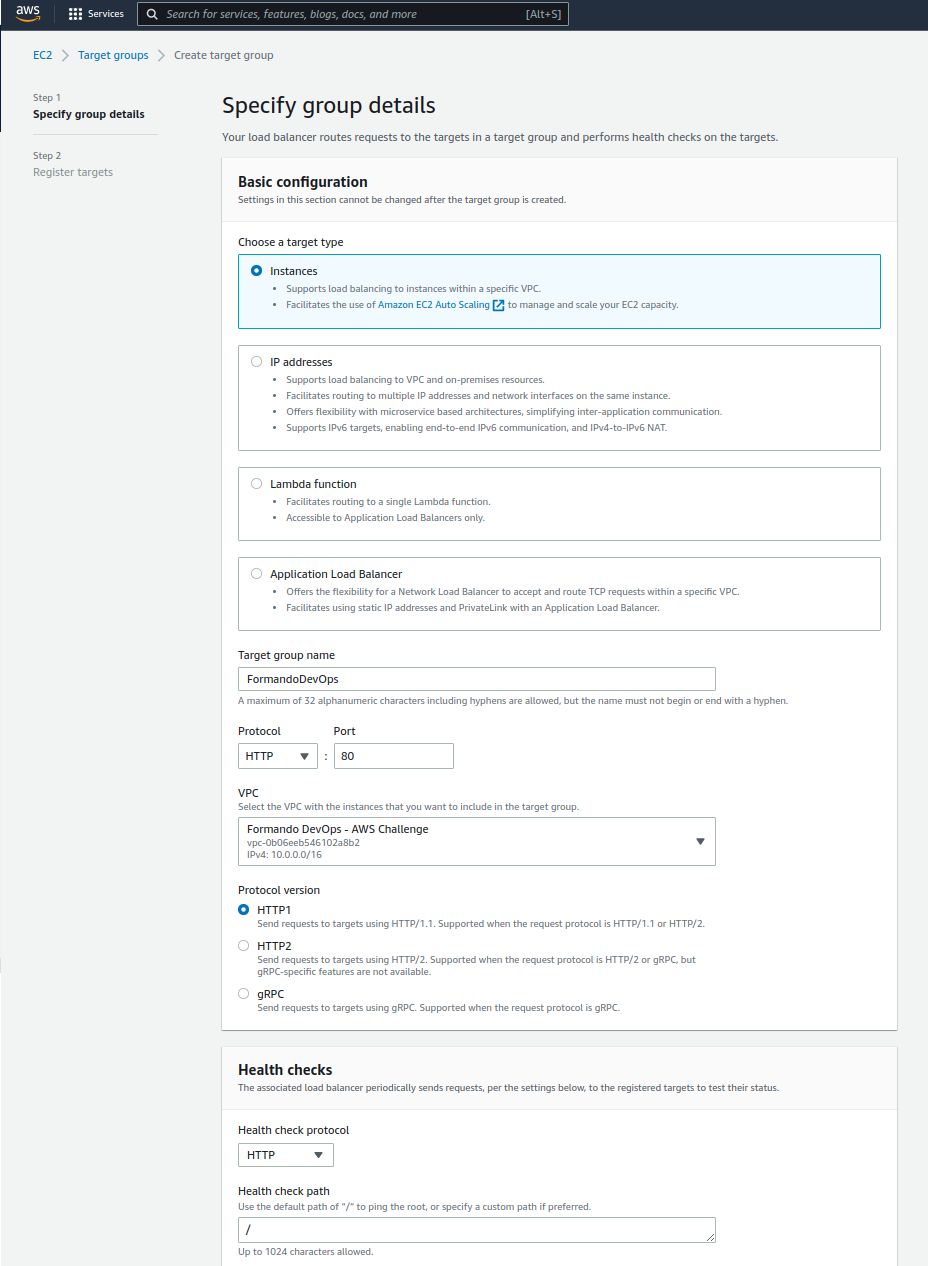 aws
Services
Search for services, features, blogs, docs, and more
[Alt+S]
EC2 > Target groups > Create target group
Step 1
Specify group details
Step 2
Register targets
Specify group details
Your load balancer routes requests to the targets in a target group and performs health checks on the targets.
Basic configuration
Settings in this section cannot be changed after the target group is created.
Choose a target type
Instances
• Supports load balancing to instances within a specific VPC.
• Facilitates the use of Amazon EC2 Auto Scaling to manage and scale your EC2 capacity.
IP addresses
• Supports load balancing to VPC and on-premises resources.
• Facilitates routing to multiple IP addresses and network interfaces on the same instance.
• Offers flexibility with microservice based architectures, simplifying inter-application communication.
• Supports IPv6 targets, enabling end-to-end IPv6 communication, and IPv4-to-IPv6 NAT.
Lambda function
• Facilitates routing to a single Lambda function.
• Accessible to Application Load Balancers only.
Application Load Balancer
• Offers the flexibility for a Network Load Balancer to accept and route TCP requests within a specific VPC.
• Facilitates using static IP addresses and PrivateLink with an Application Load Balancer.
Target group name
FormandoDevOps
A maximum of 32 alphanumeric characters including hyphens are allowed, but the name must not begin or end with a hyphen.
Protocol Port
HTTP : 80
VPC
Select the VPC with the instances that you want to include in the target group.
Formando DevOps - AWS Challenge
vpc-0b06eeb546102a8b2
IPv4: 10.0.0.0/16
Protocol version
HTTP1
Send requests to targets using HTTP/1.1. Supported when the request protocol is HTTP/1.1 or HTTP/2.
HTTP2
Send requests to targets using HTTP/2. Supported when the request protocol is HTTP/2 or gRPC, but
gRPC-specific features are not available.
gRPC
Send requests to targets using gRPC. Supported when the request protocol is gRPC.
Health checks
The associated load balancer periodically sends requests, per the settings below, to the registered targets to test their status.
Health check protocol
HTTP
Health check path
Use the default path of "/" to ping the root, or specify a custom path if preferred.
/
Up to 1024 characters allowed.